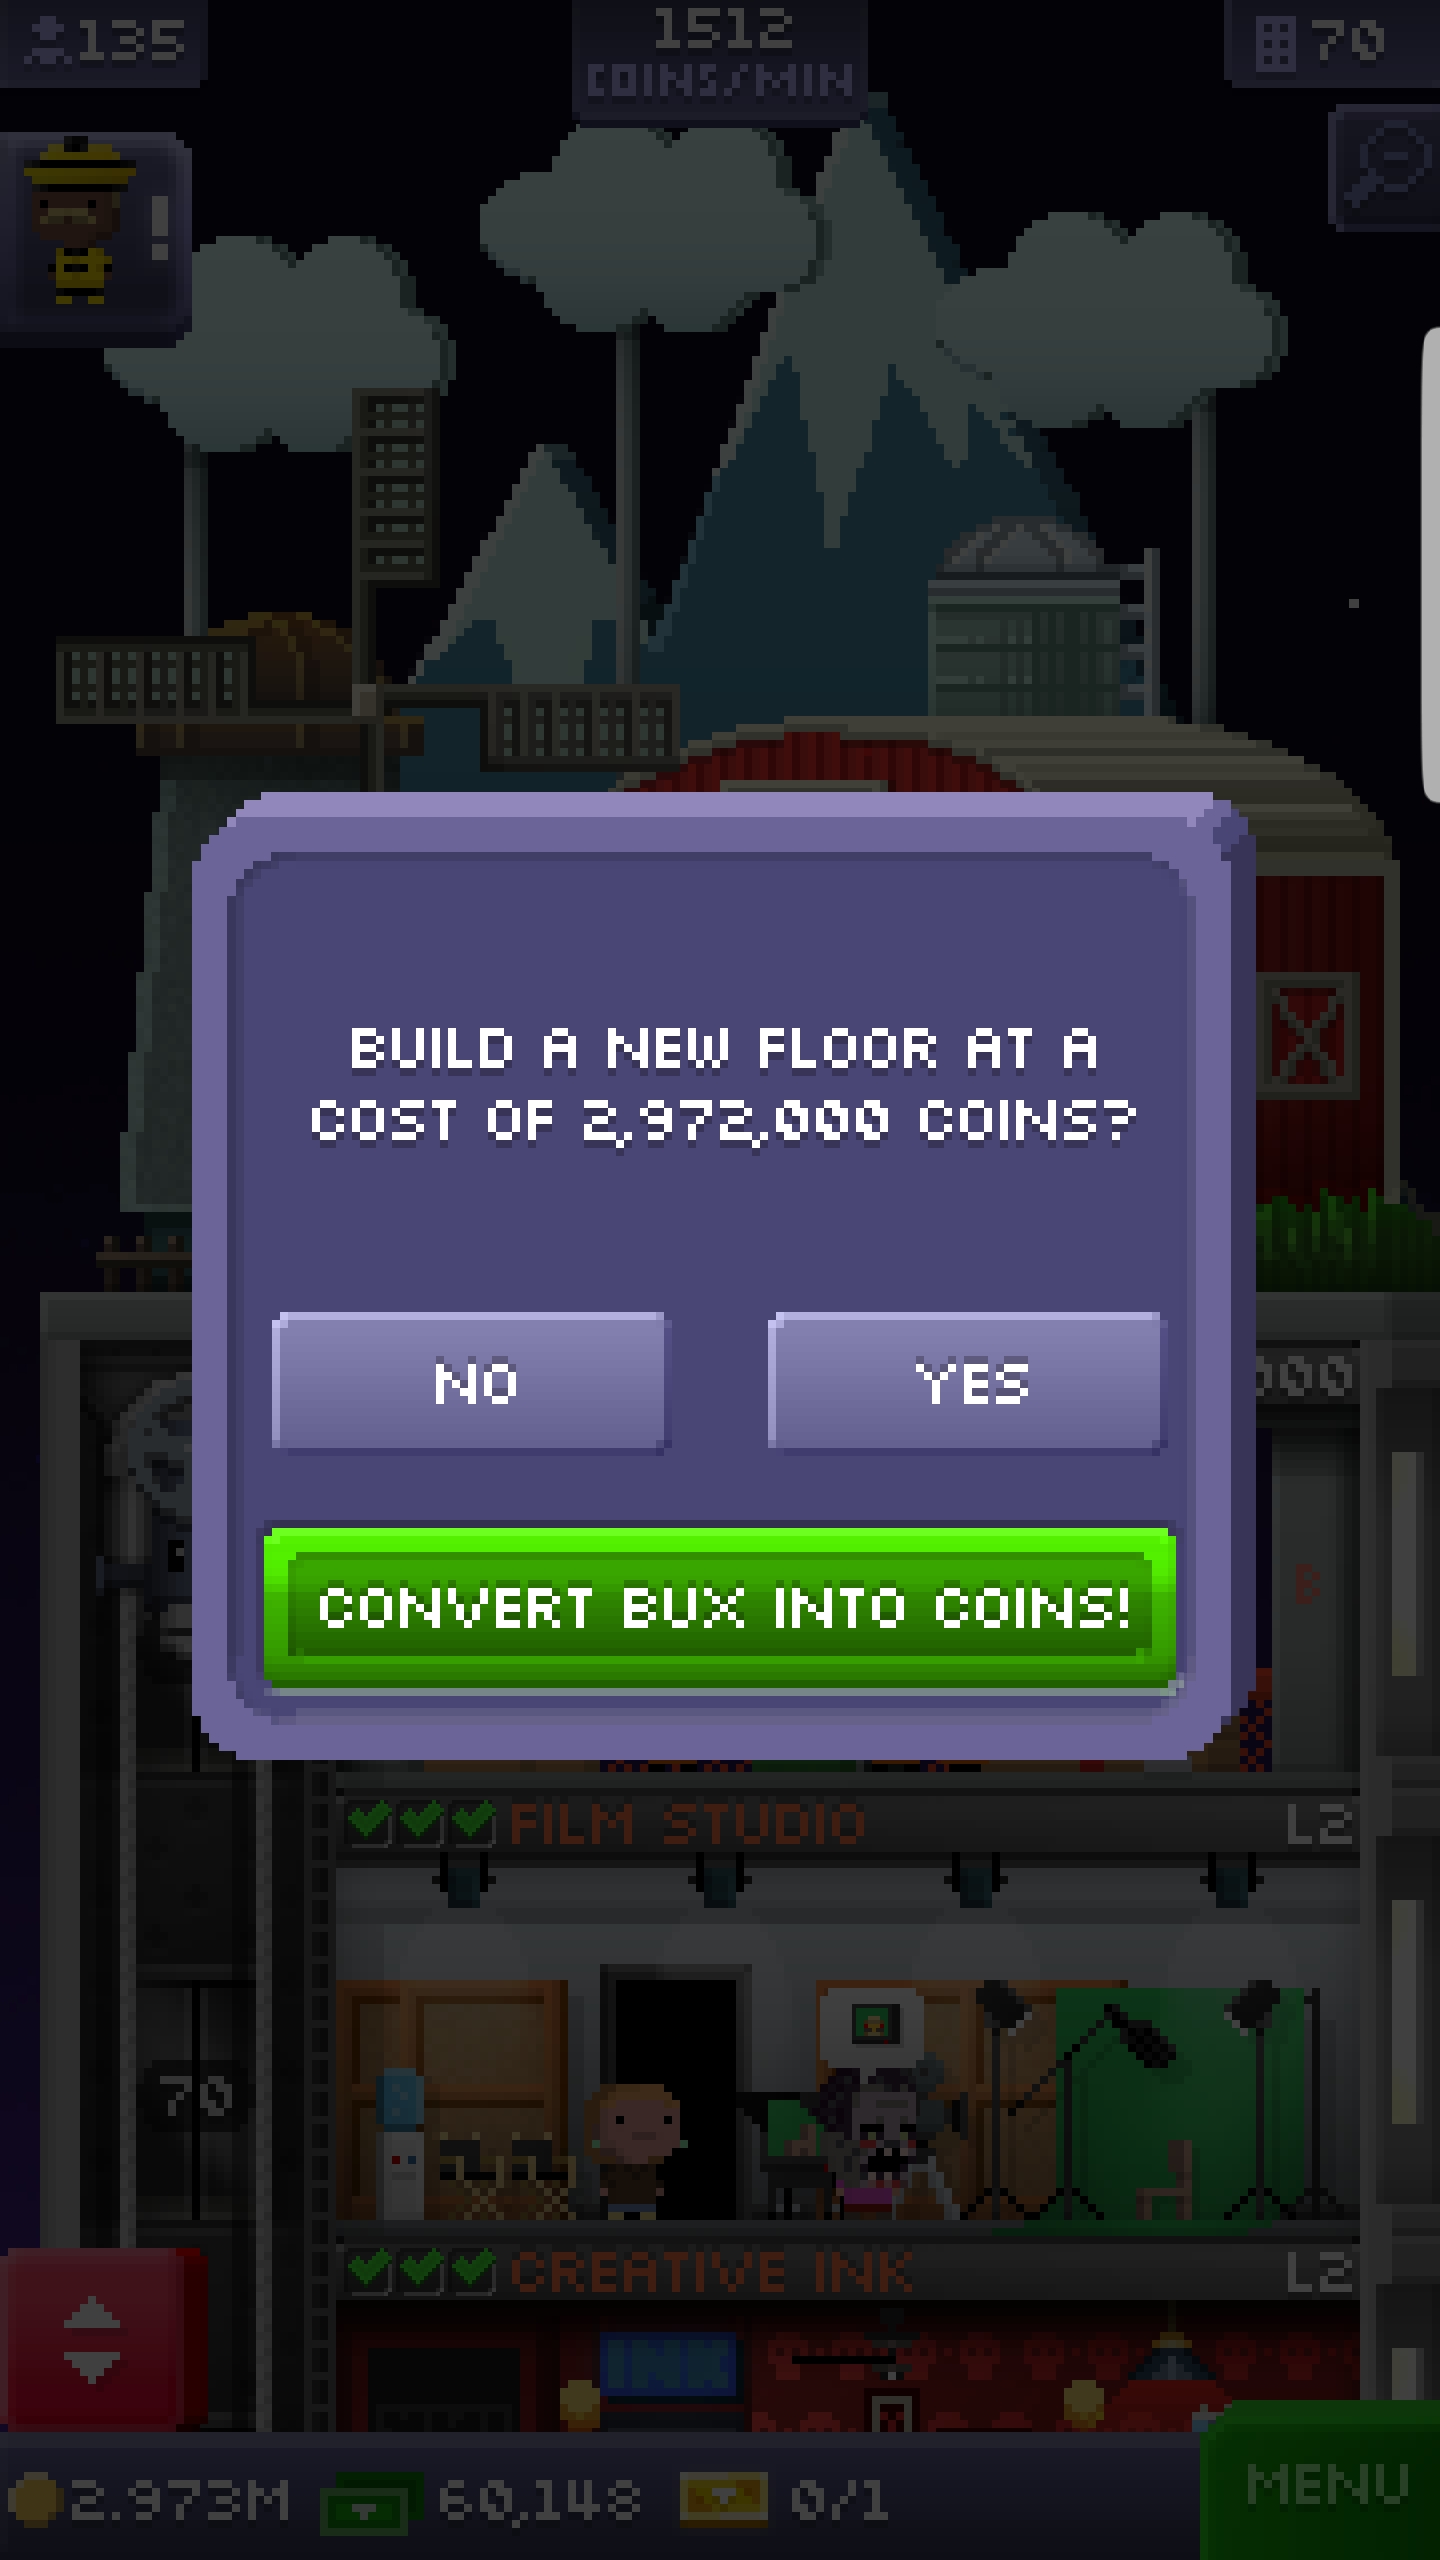 135
1512
COINS/MIN
70
!
BUILD A NEW FLOOR AT A
COST OF 2,972,000 COINS?
NO
YES
000
B
CONVERT BUX INTO COINS!
FILM STUDIO
L2
70
CREATIVE INK
L2
INK
2.973M
60,148
0/1
MENU